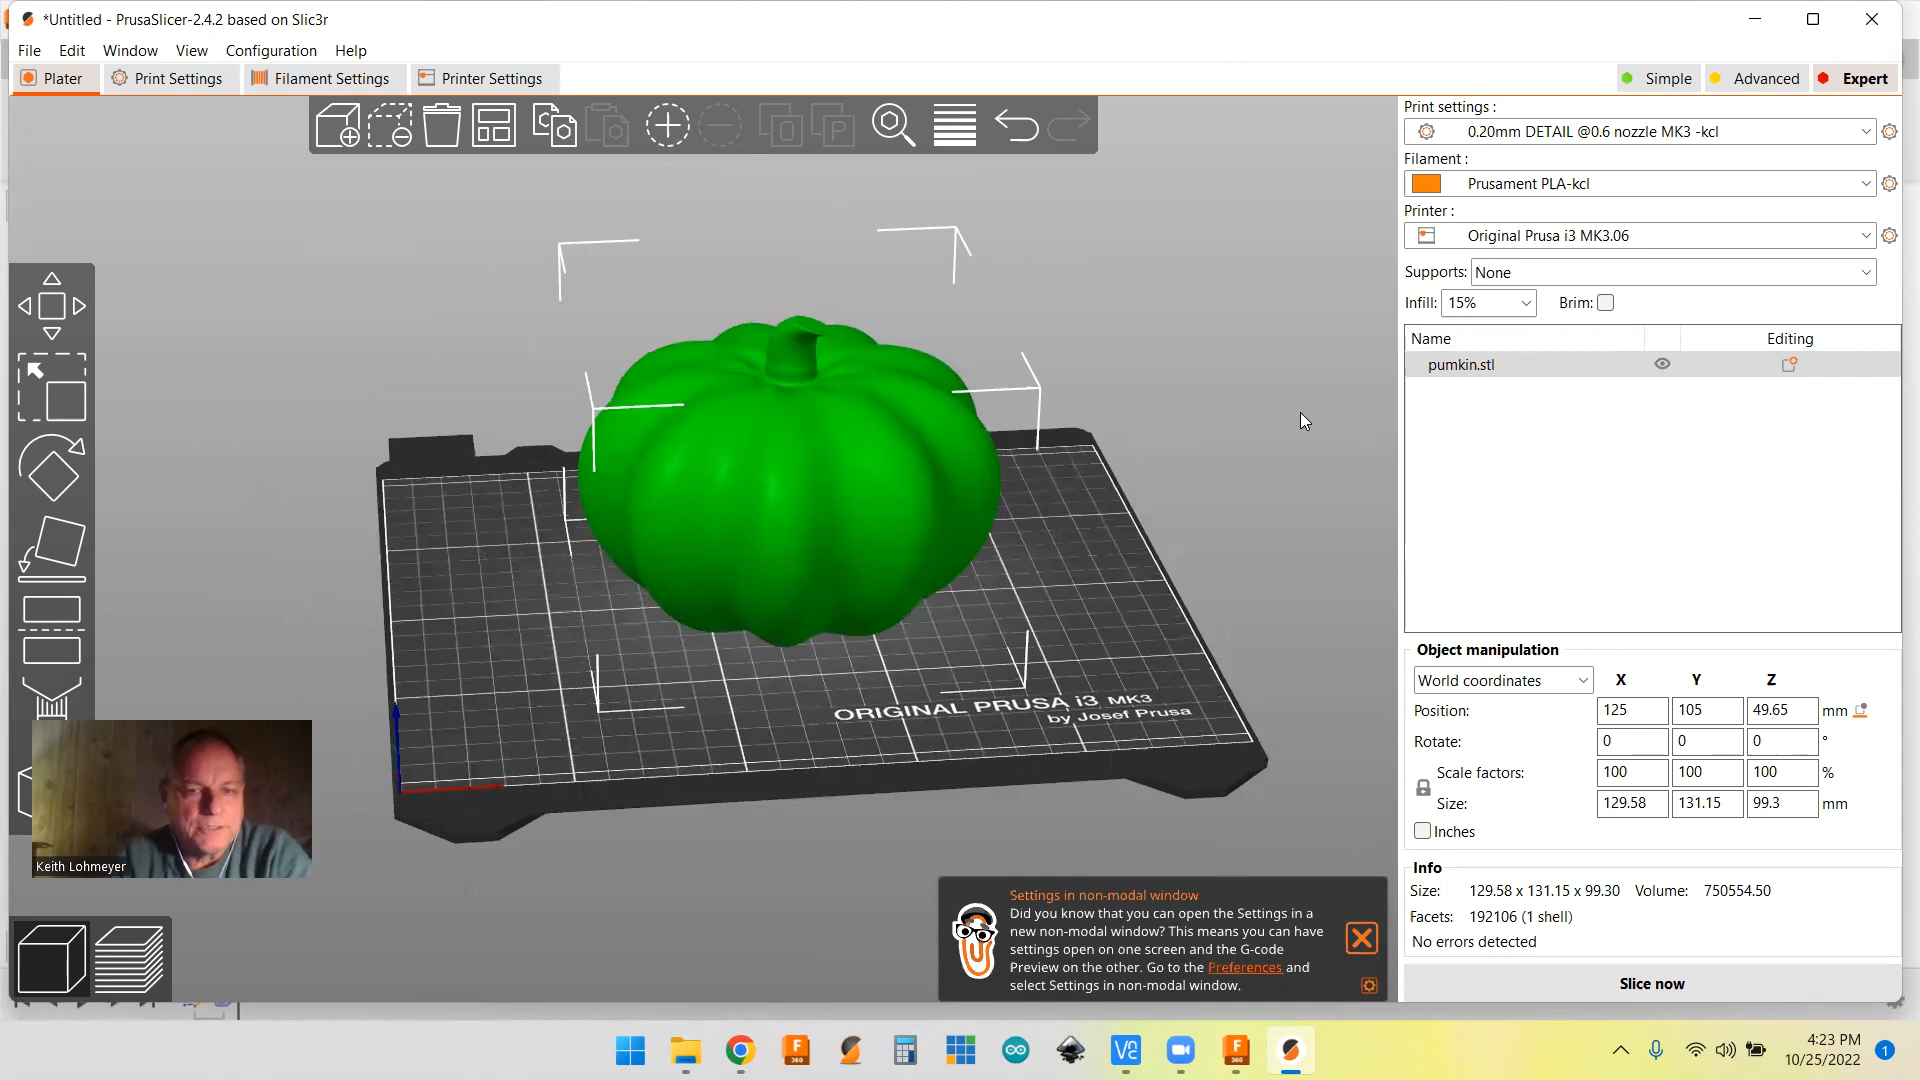 *Untitled - PrusaSlicer-2.4.2 based on Slic3r
File Edit Window View Configuration Help
Plater Print Settings Filament Settings Printer Settings Simple Advanced Expert
Print settings :
0.20mm DETAIL @0.6 nozzle MK3 -kcl
Filament :
Prusament PLA-kcl
Printer :
Original Prusa i3 MK3.06
Supports: None
Infill: 15% Brim:
Name Editing
pumkin.stl
Object manipulation
World coordinates X Y Z
Position: 125 105 49.65 mm
Rotate: 0 0 0 °
Scale factors: 100 100 100 %
Size: 129.58 131.15 99.3 mm
Inches
Info
Size: 129.58 x 131.15 x 99.30 Volume: 750554.50
Facets: 192106 (1 shell)
No errors detected
Slice now
ORIGINAL PRUSA i3 MK3
by Josef Prusa
Keith Lohmeyer
Settings in non-modal window
Did you know that you can open the Settings in a
new non-modal window? This means you can have
settings open on one screen and the G-code
Preview on the other. Go to the Preferences and
select Settings in non-modal window.
4:23 PM
10/25/2022
1